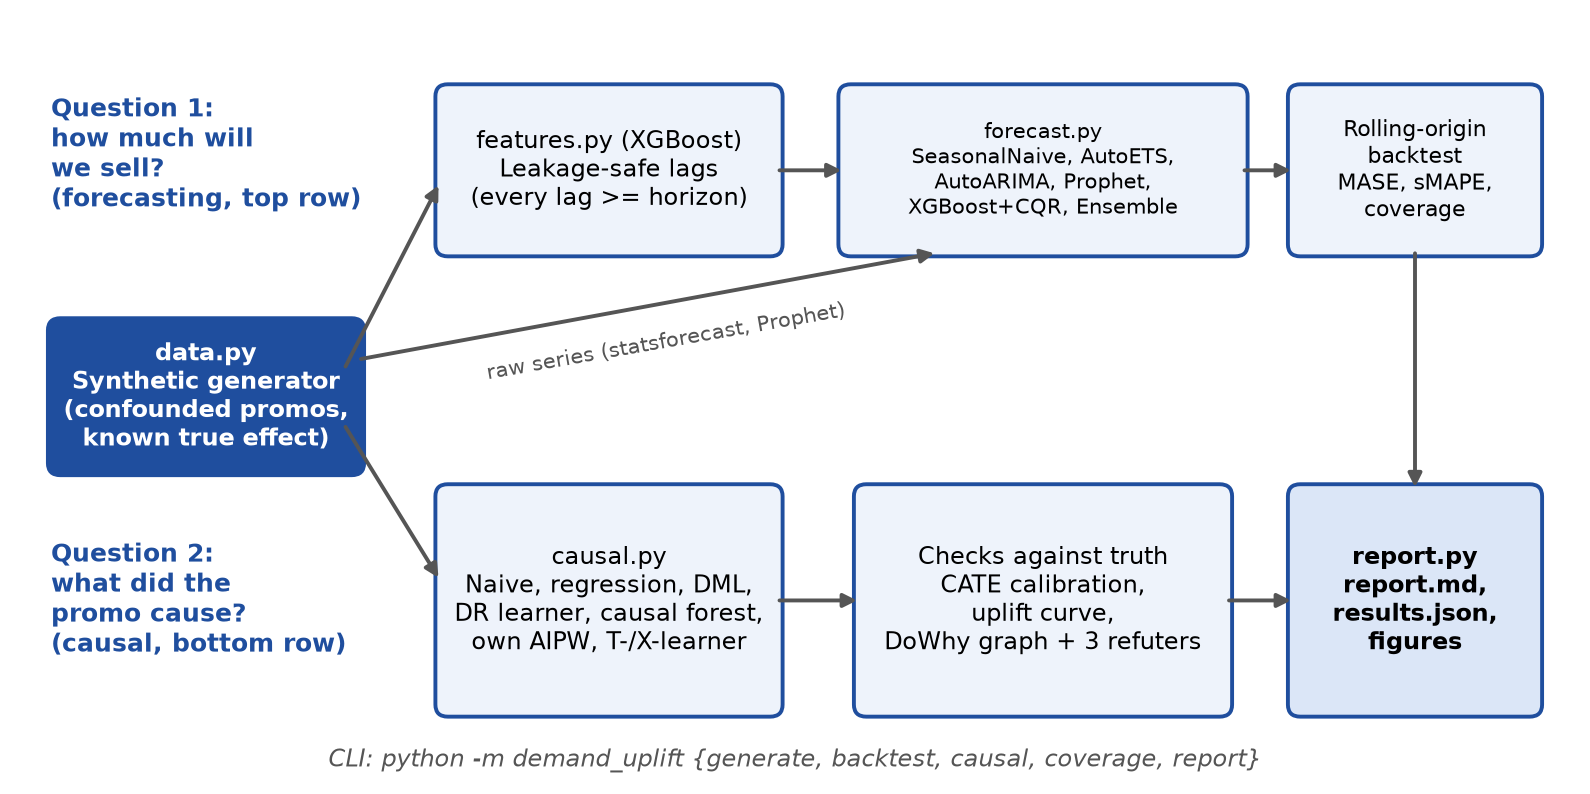 Question 1:
how much will
we sell?
(forecasting, top row)
features.py (XGBoost)
Leakage-safe lags
(every lag >= horizon)
forecast.py
SeasonalNaive, AutoETS,
AutoARIMA, Prophet,
XGBoost+CQR, Ensemble
Rolling-origin
backtest
MASE, sMAPE,
coverage
data.py
Synthetic generator
(confounded promos,
known true effect)
raw series (statsforecast, Prophet)
Question 2:
what did the
promo cause?
(causal, bottom row)
causal.py
Naive, regression, DML,
DR learner, causal forest,
own AIPW, T-/X-learner
Checks against truth
CATE calibration,
uplift curve,
DoWhy graph + 3 refuters
report.py
report.md,
results.json,
figures
CLI: python -m demand_uplift {generate, backtest, causal, coverage, report}